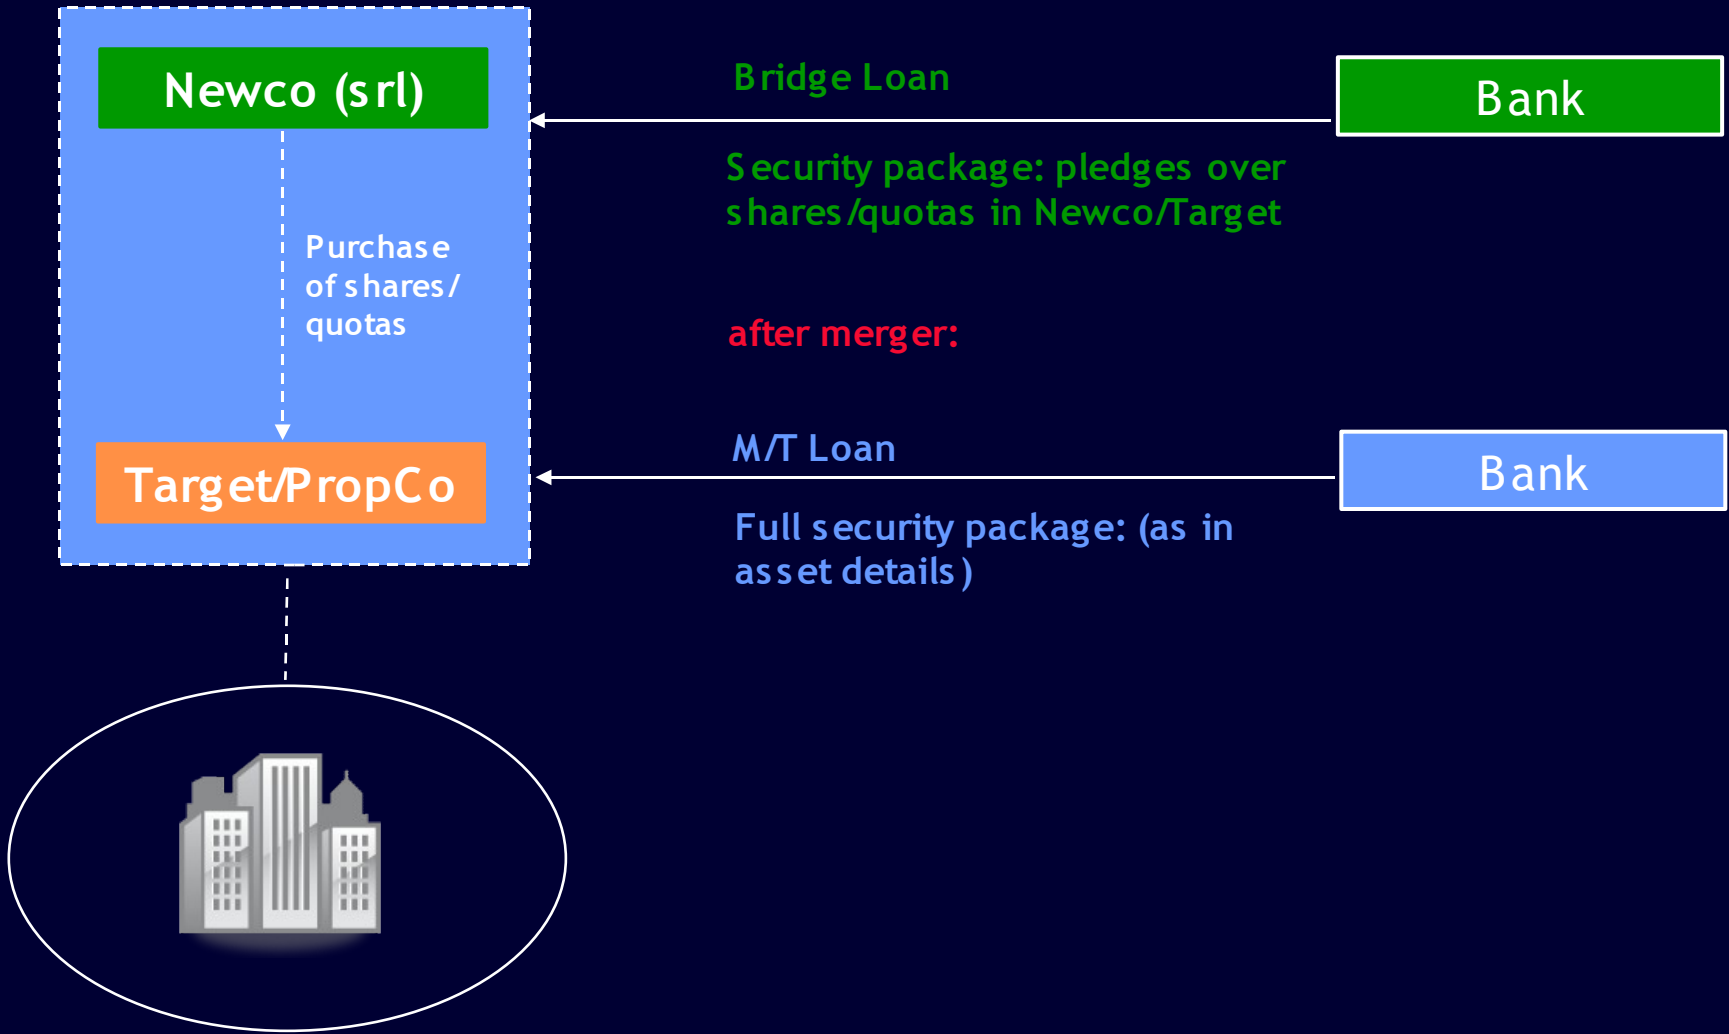 Newco (srl)
Bridge Loan
Bank
Security package: pledges over
shares/quotas in Newco/Target
Purchase
of shares/
quotas
after merger:
M/T Loan
Target/PropCo
Bank
Full security package: (as in
asset details)